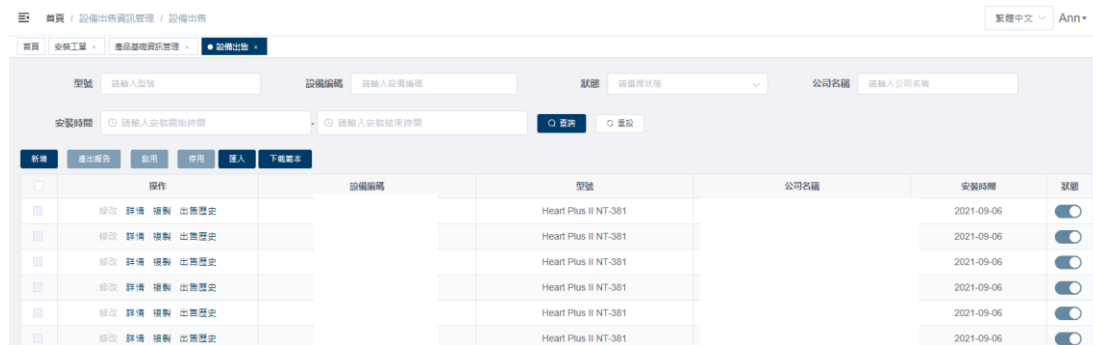 首頁 / 設備出售資訊管理 / 設備出售
繁體中文 Ann
首頁 安裝工單 × 產品基礎資訊管理 × 設備出售 ×
型號 請輸入型號 設備編碼 請輸入設備編碼 狀態 請選擇狀態 公司名稱 請輸入公司名稱
安裝時間 請輸入安裝開始時間 - 請輸入安裝結束時間 查詢 重設
新增 產出報告 啟用 停用 匯入 下載範本
操作 設備編碼 型號 公司名稱 安裝時間 狀態
修改 詳情 複製 出售歷史 Heart Plus II NT-381 2021-09-06
修改 詳情 複製 出售歷史 Heart Plus II NT-381 2021-09-06
修改 詳情 複製 出售歷史 Heart Plus II NT-381 2021-09-06
修改 詳情 複製 出售歷史 Heart Plus II NT-381 2021-09-06
修改 詳情 複製 出售歷史 Heart Plus II NT-381 2021-09-06
修改 詳情 複製 出售歷史 Heart Plus II NT-381 2021-09-06